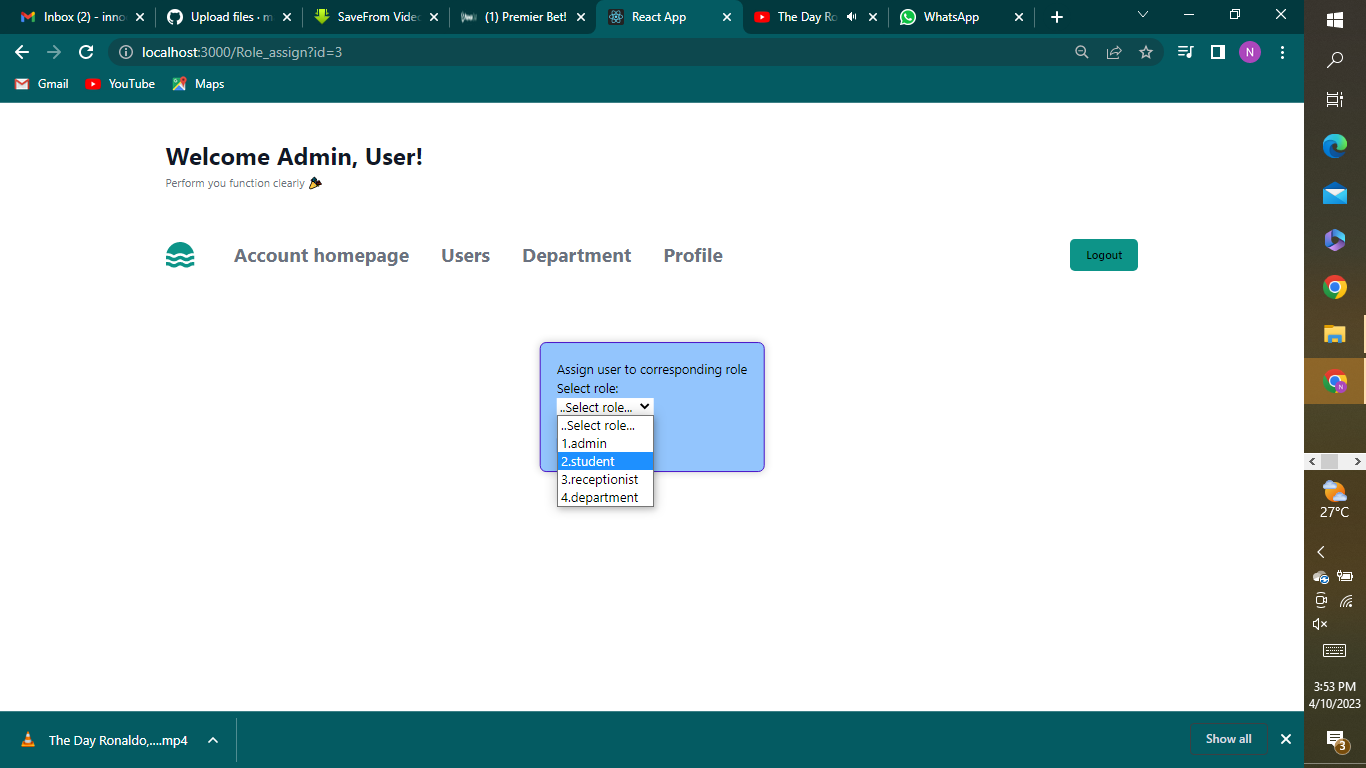 Inbox (2) - inno
Upload files · m
SaveFrom Video
(1) Premier Bet!
React App
The Day Ro
WhatsApp
localhost:3000/Role_assign?id=3
N
Gmail
YouTube
Maps
Welcome Admin, User!
Perform you function clearly
Account homepage
Users
Department
Profile
Logout
Assign user to corresponding role
Select role:
..Select role...
..Select role...
1.admin
2.student
3.receptionist
4.department
27°C
3:53 PM
4/10/2023
3
The Day Ronaldo,....mp4
Show all